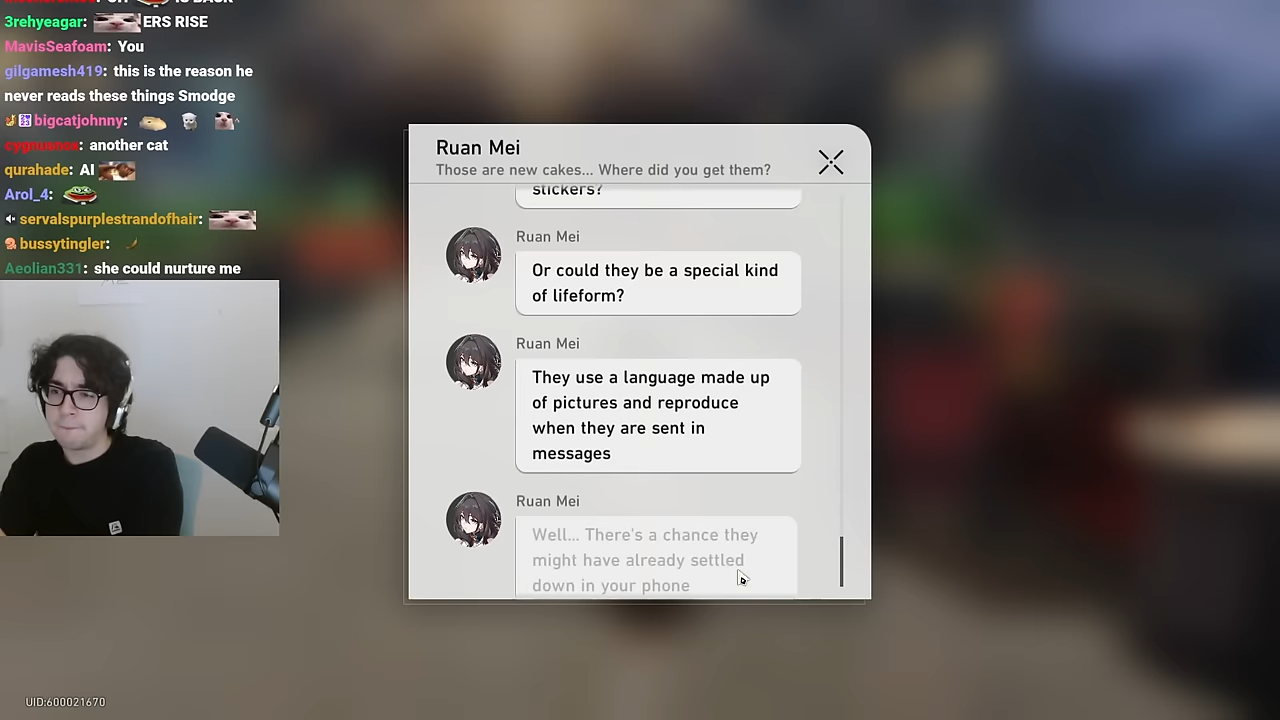 3rehyeagar: ERS RISE
MavisSeafoam: You
gilgamesh419: this is the reason he
never reads these things Smodge
bigcatjohnny:
cygnuanox: another cat
qurahade: AI
Arol_4:
servalspurplestrandofhair:
bussytingler:
Aeolian331: she could nurture me
Ruan Mei
Those are new cakes... Where did you get them?
stickers?
Ruan Mei
Or could they be a special kind
of lifeform?
Ruan Mei
They use a language made up
of pictures and reproduce
when they are sent in
messages
Ruan Mei
Well... There's a chance they
might have already settled
down in your phone
UID:600021670